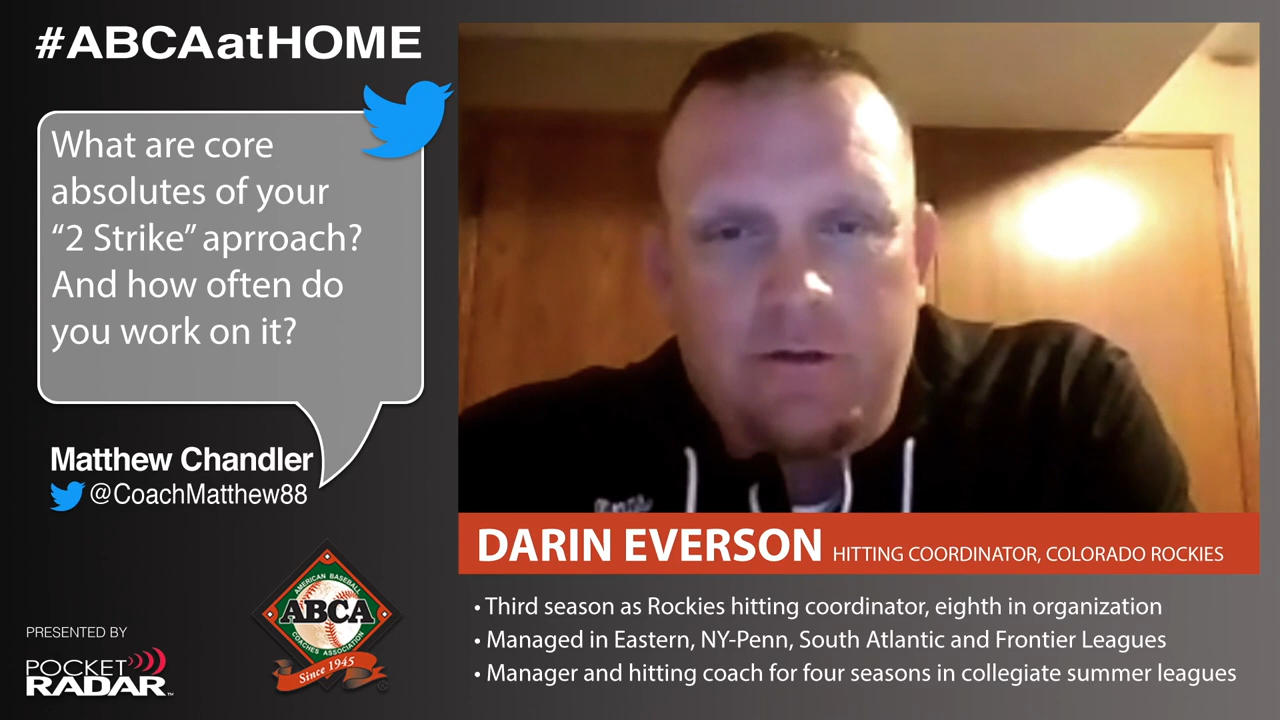 #ABCAatHOME
What are core
absolutes of your
“2 Strike” aprroach?
And how often do
you work on it?
Matthew Chandler
@CoachMatthew88
PRESENTED BY
POCKET
RADAR™
AMERICAN BASEBALL
ABCA
COACHES ASSOCIATION
Since 1945
DARIN EVERSON HITTING COORDINATOR, COLORADO ROCKIES
• Third season as Rockies hitting coordinator, eighth in organization
• Managed in Eastern, NY-Penn, South Atlantic and Frontier Leagues
• Manager and hitting coach for four seasons in collegiate summer leagues